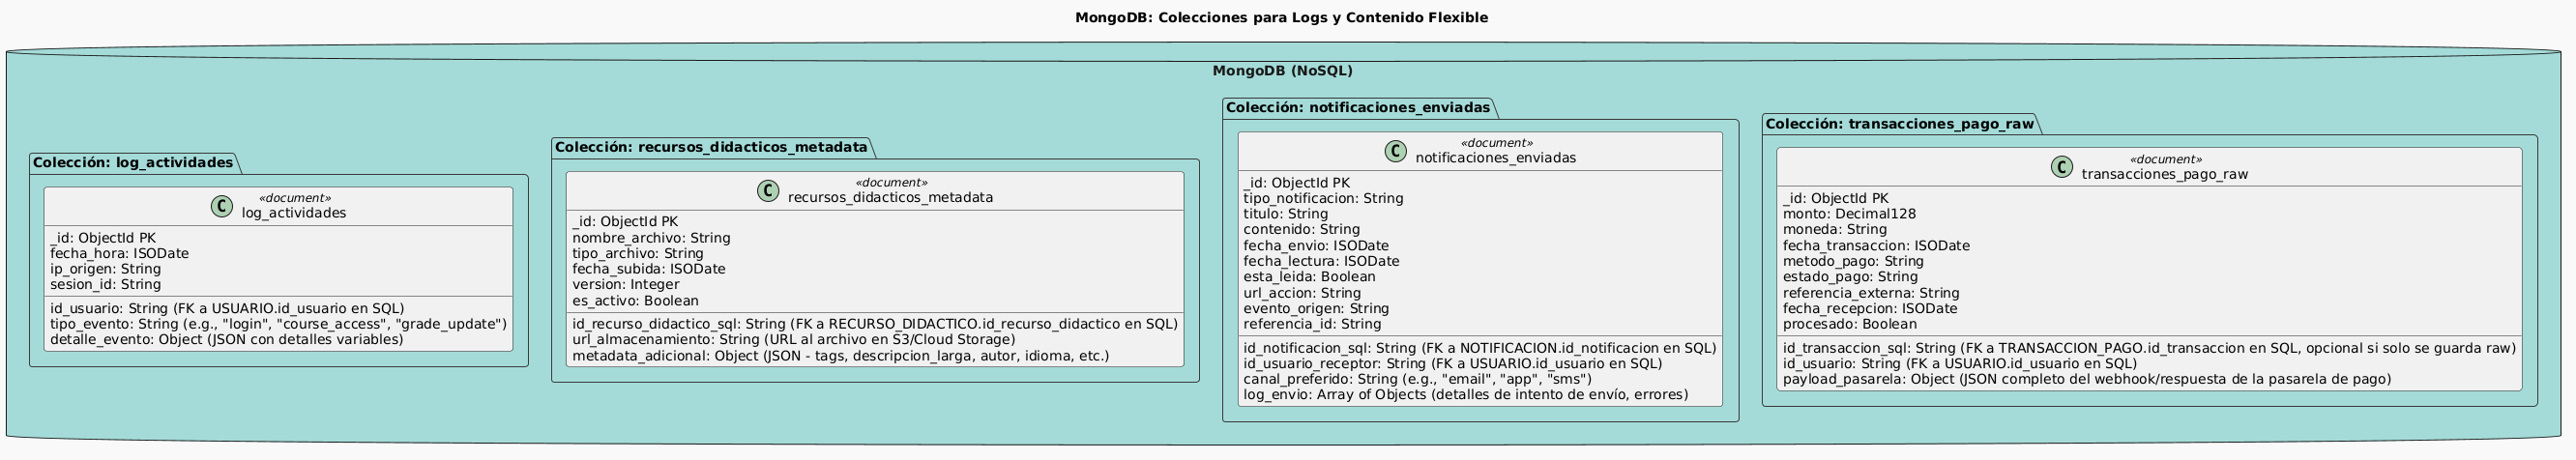 MongoDB: Colecciones para Logs y Contenido Flexible
MongoDB (NoSQL)
Colección: log_actividades
C
«document»
log_actividades
_id: ObjectId PK
fecha_hora: ISODate
ip_origen: String
sesion_id: String
id_usuario: String (FK a USUARIO.id_usuario en SQL)
tipo_evento: String (e.g., "login", "course_access", "grade_update")
detalle_evento: Object (JSON con detalles variables)
Colección: recursos_didacticos_metadata
C
«document»
recursos_didacticos_metadata
_id: ObjectId PK
nombre_archivo: String
tipo_archivo: String
fecha_subida: ISODate
version: Integer
es_activo: Boolean
id_recurso_didactico_sql: String (FK a RECURSO_DIDACTICO.id_recurso_didactico en SQL)
url_almacenamiento: String (URL al archivo en S3/Cloud Storage)
metadata_adicional: Object (JSON - tags, descripcion_larga, autor, idioma, etc.)
Colección: notificaciones_enviadas
C
«document»
notificaciones_enviadas
_id: ObjectId PK
tipo_notificacion: String
titulo: String
contenido: String
fecha_envio: ISODate
fecha_lectura: ISODate
esta_leida: Boolean
url_accion: String
evento_origen: String
referencia_id: String
id_notificacion_sql: String (FK a NOTIFICACION.id_notificacion en SQL)
id_usuario_receptor: String (FK a USUARIO.id_usuario en SQL)
canal_preferido: String (e.g., "email", "app", "sms")
log_envio: Array of Objects (detalles de intento de envío, errores)
Colección: transacciones_pago_raw
C
«document»
transacciones_pago_raw
_id: ObjectId PK
monto: Decimal128
moneda: String
fecha_transaccion: ISODate
metodo_pago: String
estado_pago: String
referencia_externa: String
fecha_recepcion: ISODate
procesado: Boolean
id_transaccion_sql: String (FK a TRANSACCION_PAGO.id_transaccion en SQL, opcional si solo se guarda raw)
id_usuario: String (FK a USUARIO.id_usuario en SQL)
payload_pasarela: Object (JSON completo del webhook/respuesta de la pasarela de pago)